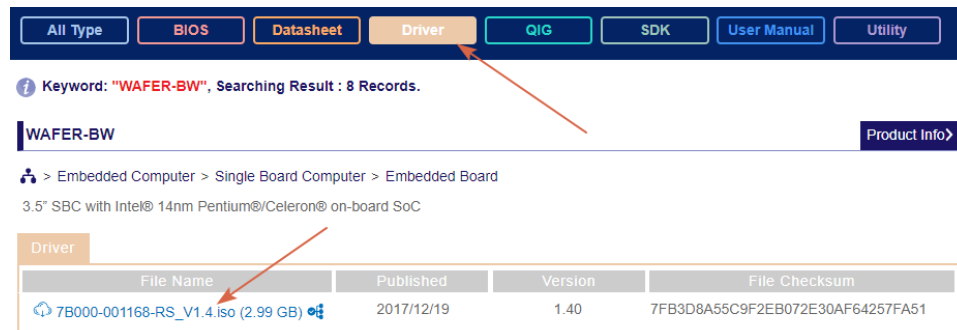 All Type BIOS Datasheet Driver QIG SDK User Manual Utility
Keyword: "WAFER-BW", Searching Result : 8 Records.
WAFER-BW Product Info>
> Embedded Computer > Single Board Computer > Embedded Board
3.5" SBC with Intel® 14nm Pentium®/Celeron® on-board SoC
Driver
File Name Published Version File Checksum
7B000-001168-RS_V1.4.iso (2.99 GB) 2017/12/19 1.40 7FB3D8A55C9F2EB072E30AF64257FA51